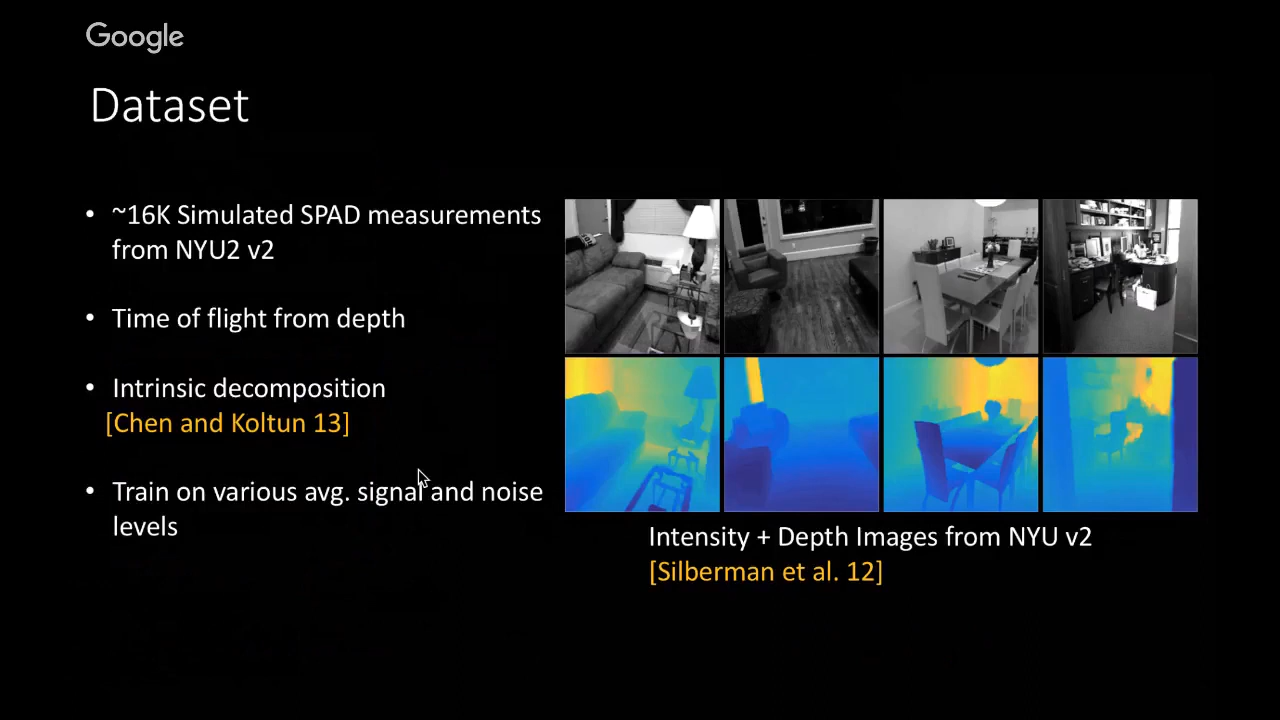 Google
Dataset
• ~16K Simulated SPAD measurements
from NYU2 v2
• Time of flight from depth
• Intrinsic decomposition
[Chen and Koltun 13]
• Train on various avg. signal and noise
levels
Intensity + Depth Images from NYU v2
[Silberman et al. 12]